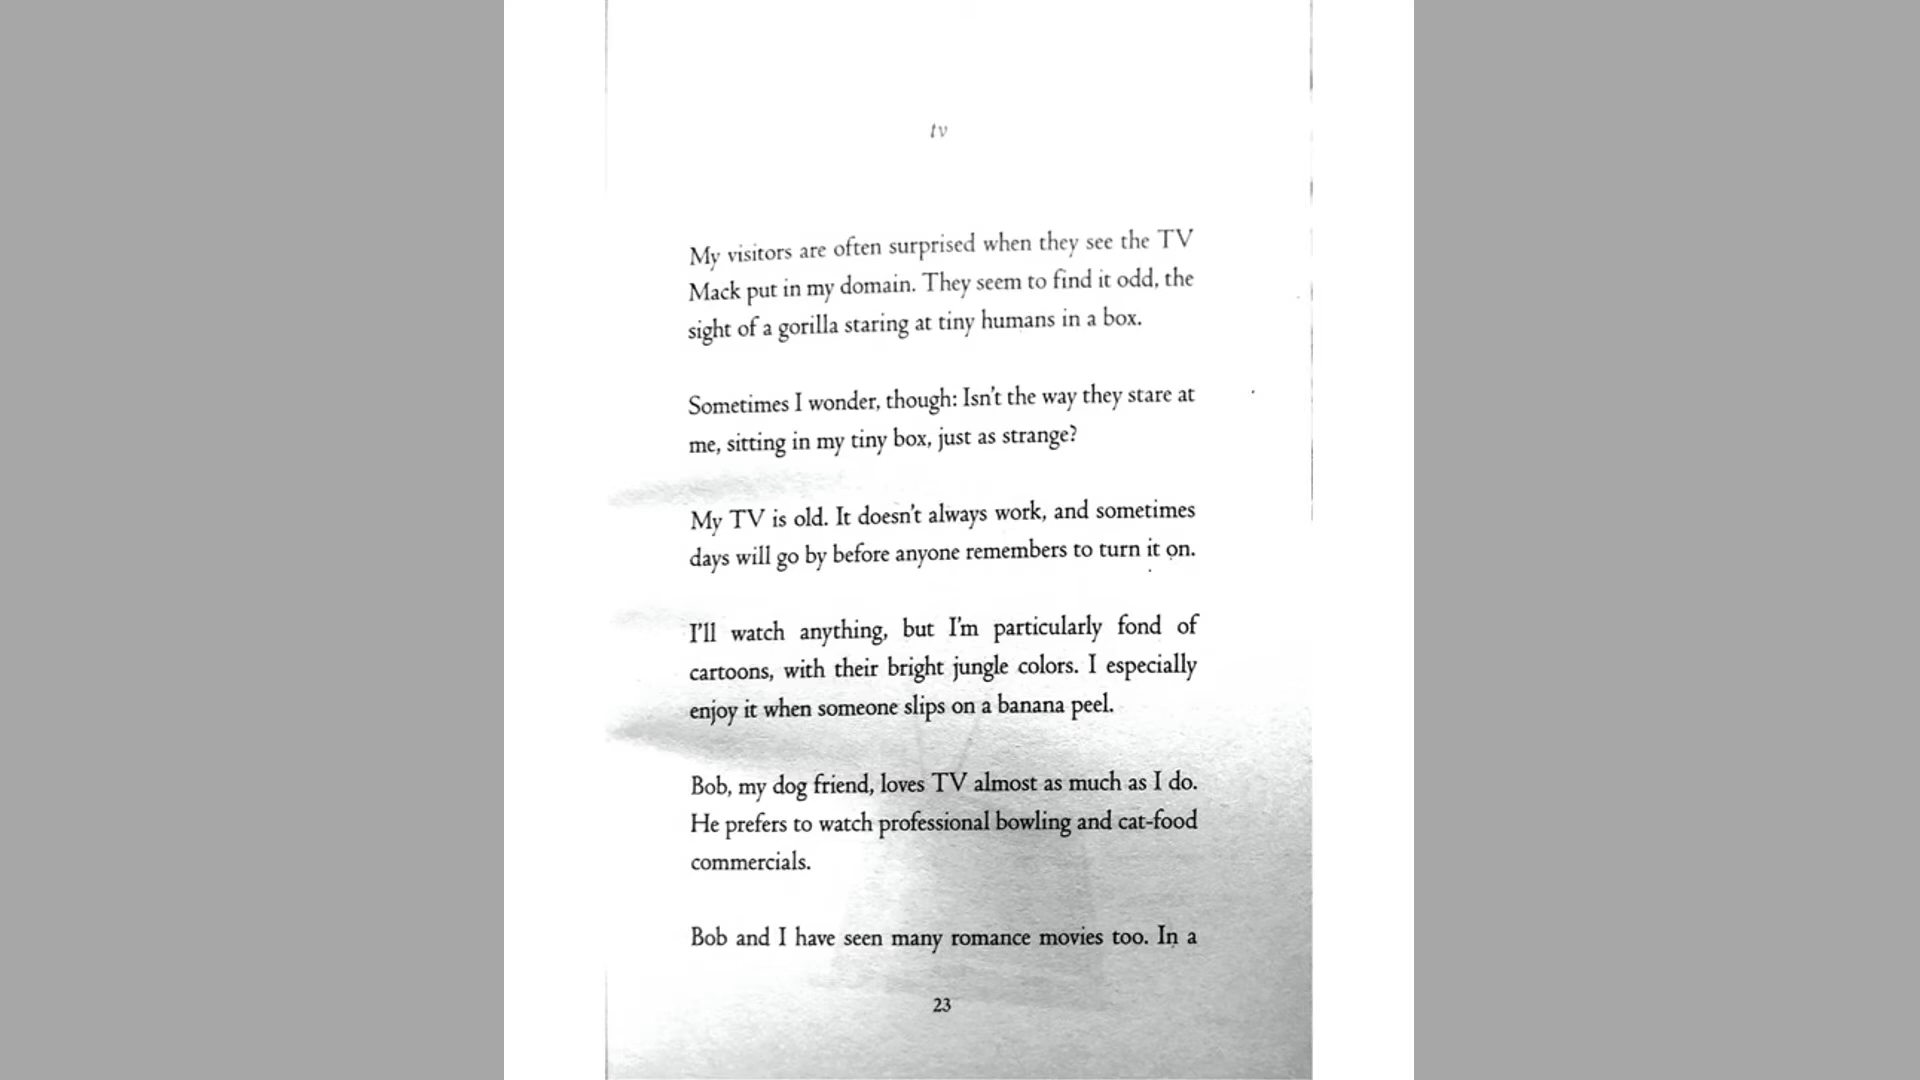 tv
My visitors are often surprised when they see the TV
Mack put in my domain. They seem to find it odd, the
sight of a gorilla staring at tiny humans in a box.
Sometimes I wonder, though: Isn't the way they stare at
me, sitting in my tiny box, just as strange?
My TV is old. It doesn't always work, and sometimes
days will go by before anyone remembers to turn it on.
I'll watch anything, but I'm particularly fond of
cartoons, with their bright jungle colors. I especially
enjoy it when someone slips on a banana peel.
Bob, my dog friend, loves TV almost as much as I do.
He prefers to watch professional bowling and cat-food
commercials.
Bob and I have seen many romance movies too. In a
23